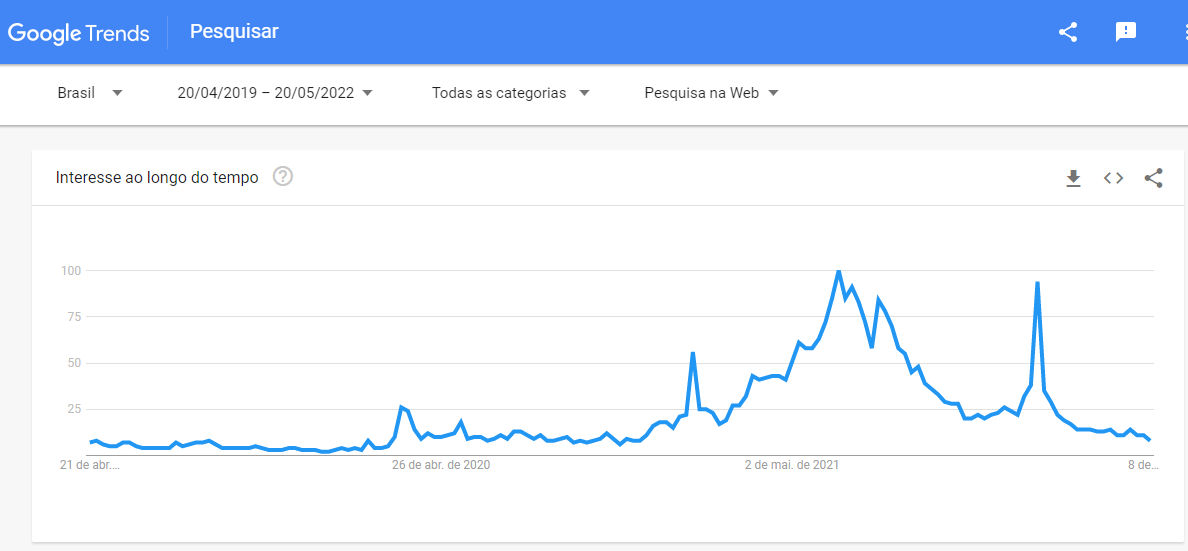 Google Trends Pesquisar
Brasil 20/04/2019 – 20/05/2022 Todas as categorias Pesquisa na Web
Interesse ao longo do tempo ?
100
75
50
25
21 de abr.... 26 de abr. de 2020 2 de mai. de 2021 8 de...